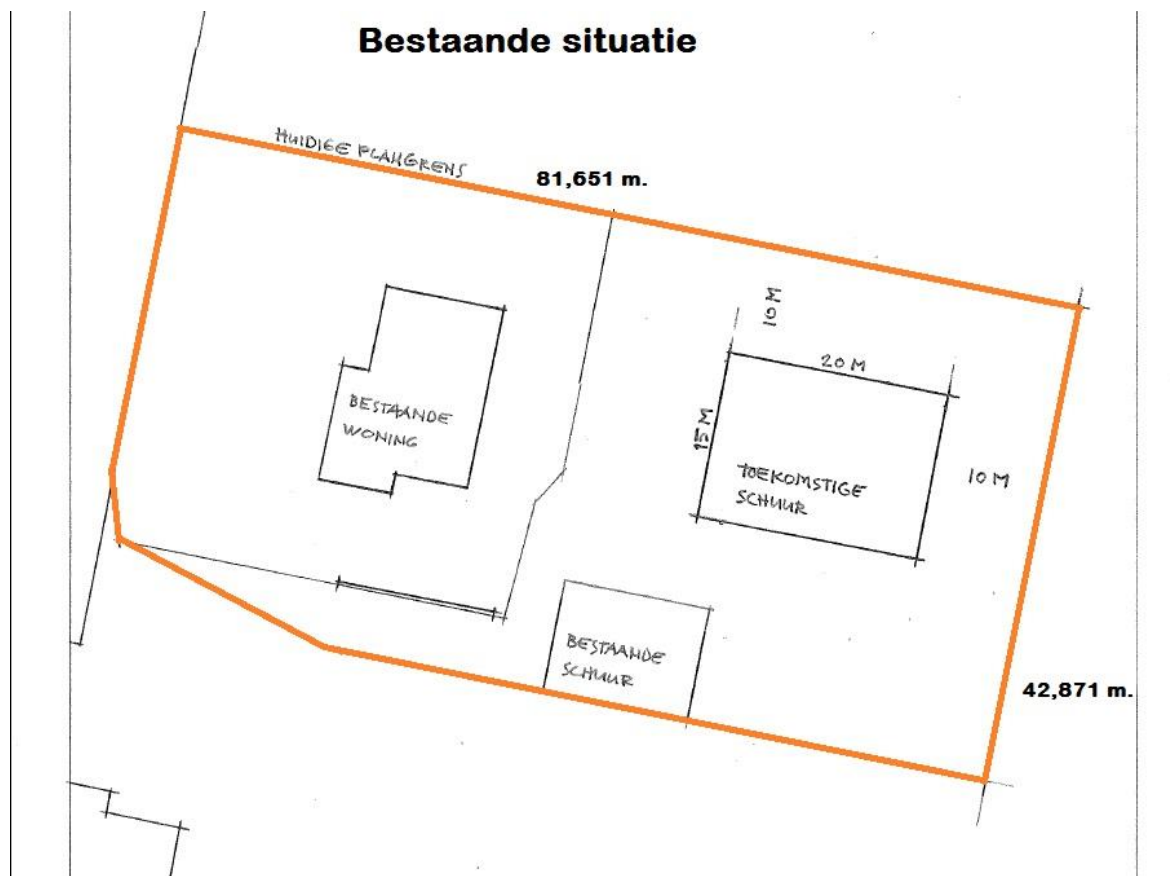 Bestaande situatie
HUIDIGE PLANGRENS
81,651 m.
10 M
20 M
15 M
BESTAANDE
WONING
TOEKOMSTIGE
SCHUUR
10 M
BESTAANDE
SCHUUR
42,871 m.